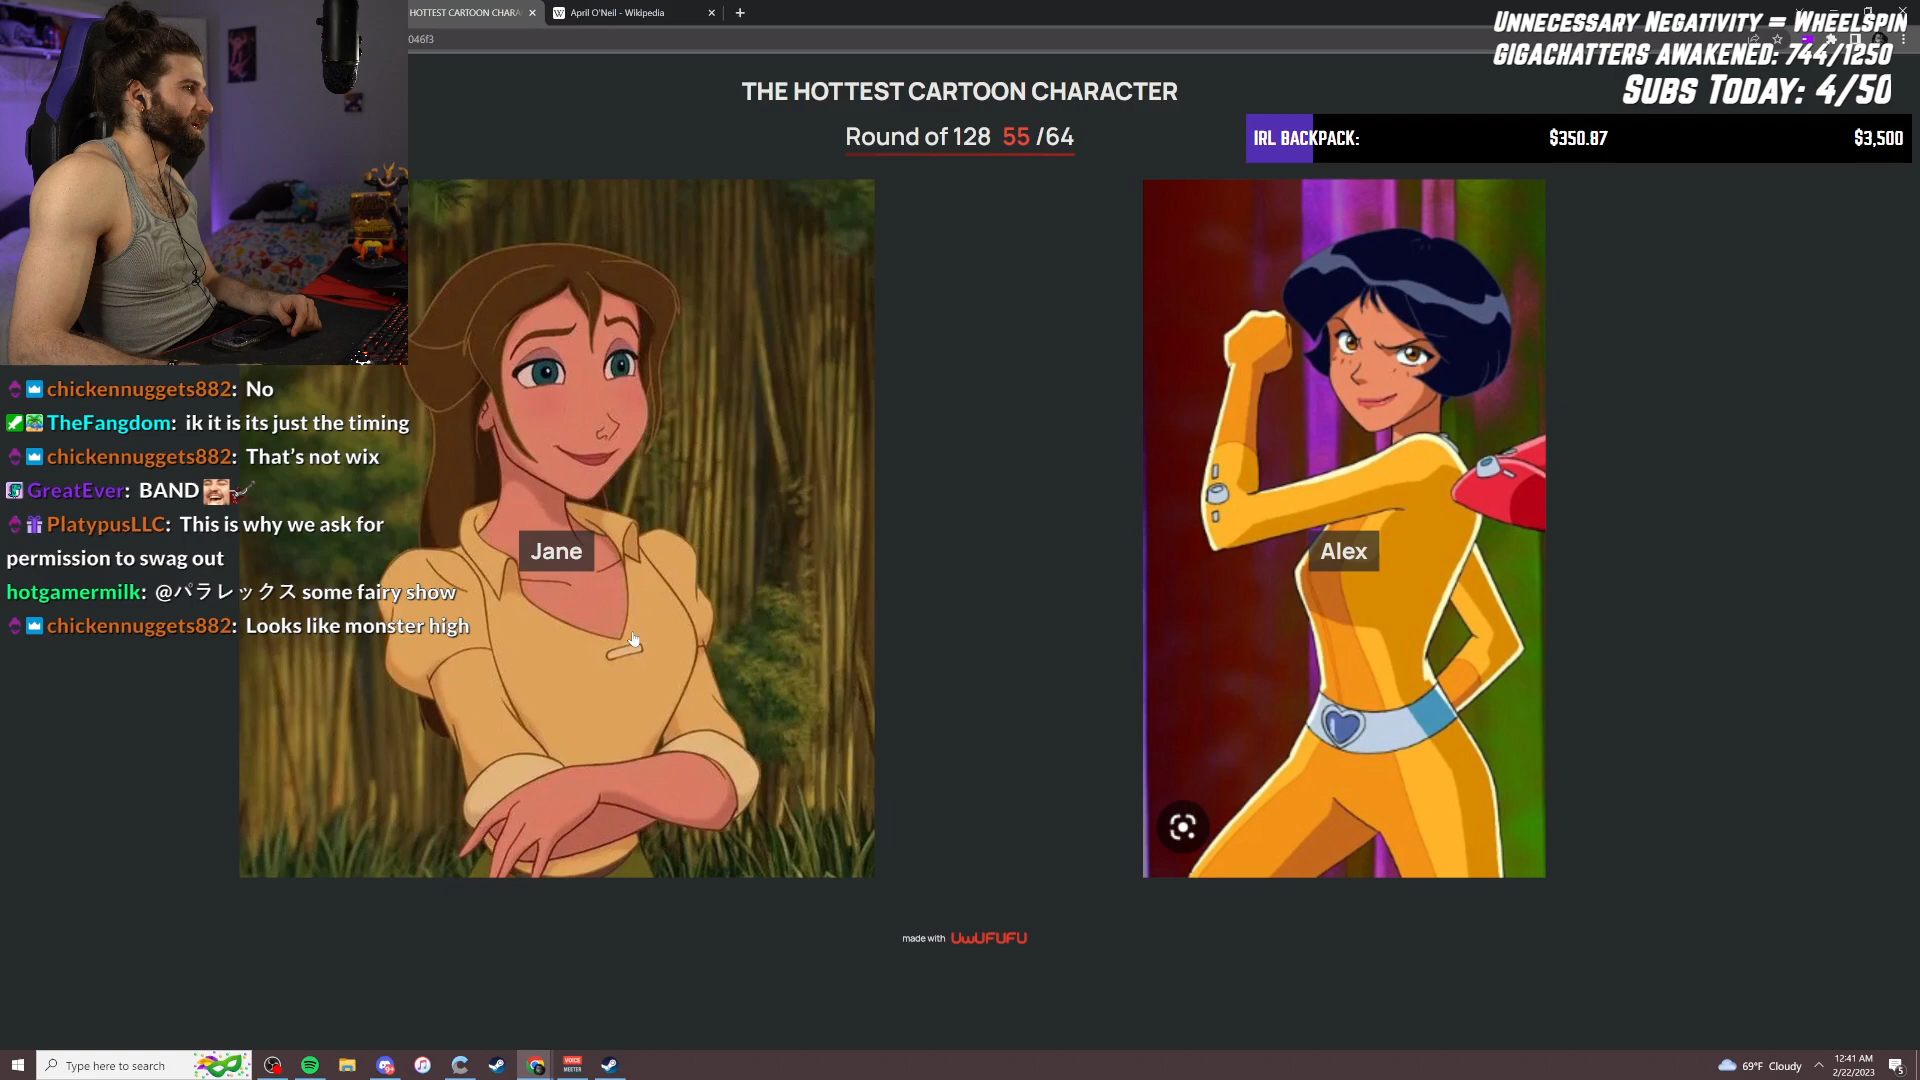 HOTTEST CARTOON CHARA
April O'Neil - Wikipedia
046f3
UNNECESSARY NEGATIVITY = WHEELSPIN
GIGACHATTERS AWAKENED: 744/1250
SUBS TODAY: 4/50
IRL BACKPACK: $350.87 $3,500
THE HOTTEST CARTOON CHARACTER
Round of 128 55 /64
chickennuggets882: No
TheFangdom: ik it is its just the timing
chickennuggets882: That's not wix
GreatEver: BAND
PlatypusLLC: This is why we ask for
permission to swag out
hotgamermilk: @パラレックス some fairy show
chickennuggets882: Looks like monster high
Jane
Alex
made with UwUFUFU
Type here to search
VOICE
MEETER
69°F Cloudy
12:41 AM
2/22/2023
5